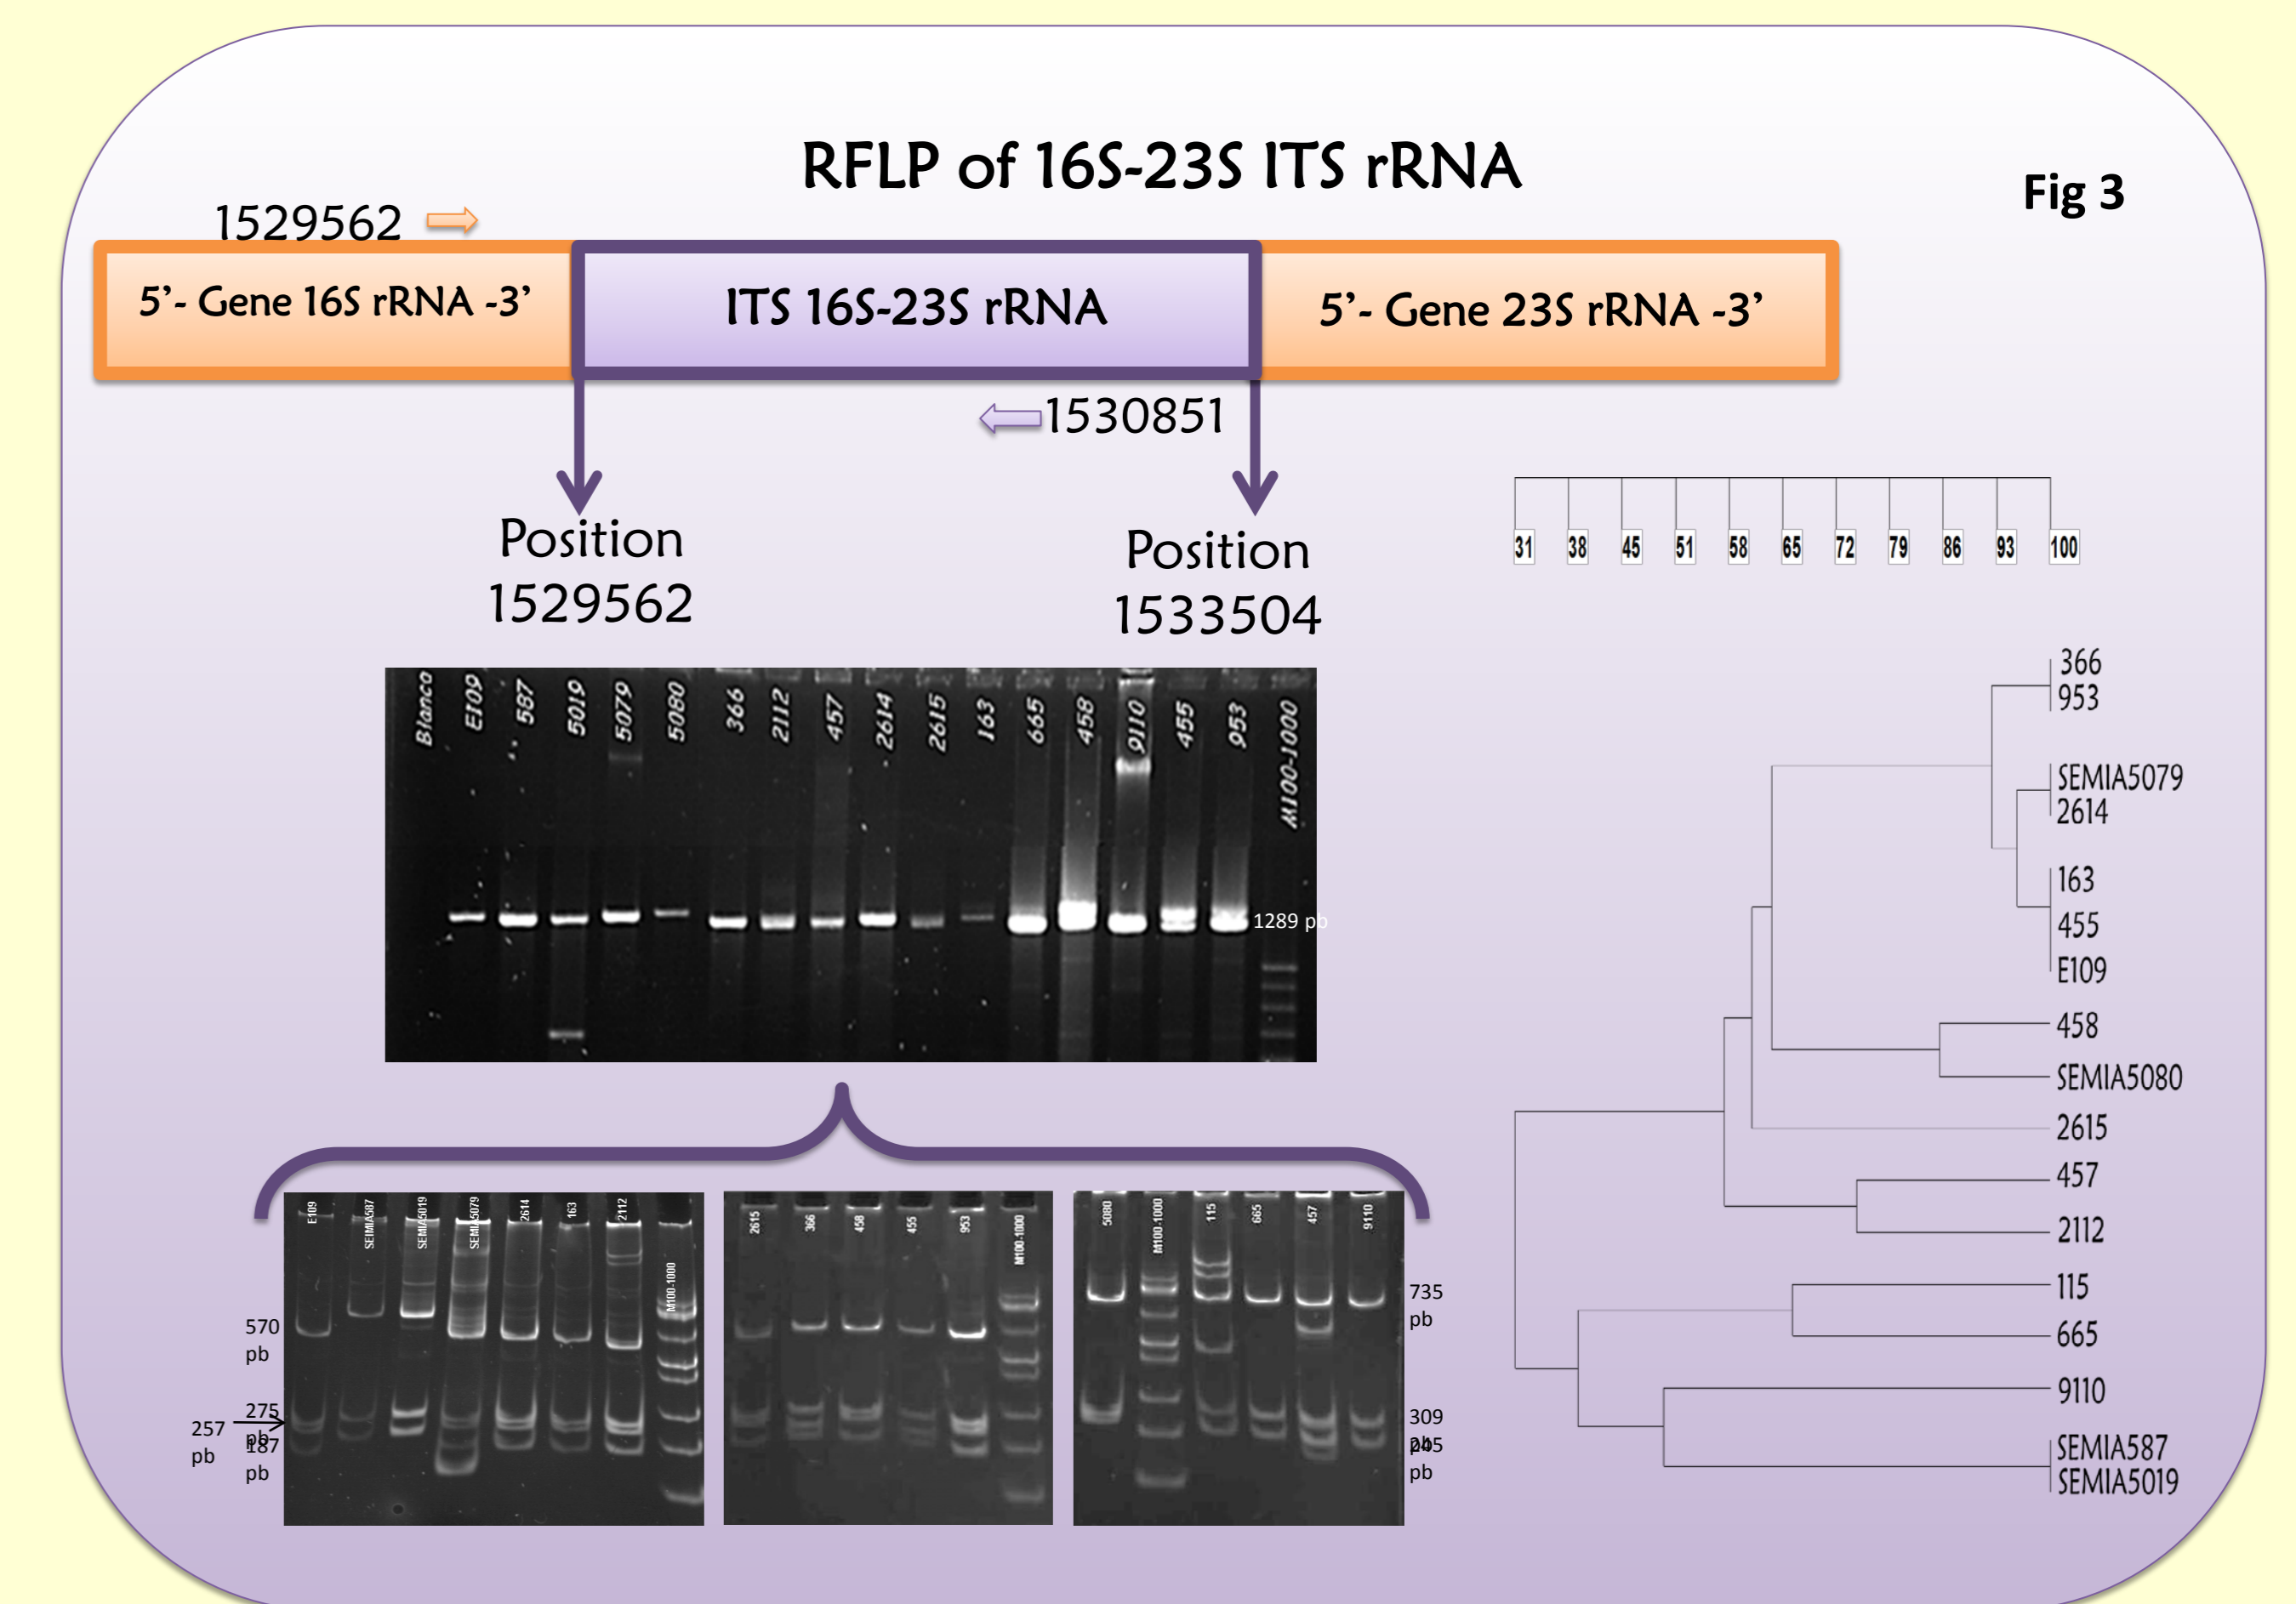 RFLP of 16S-23S ITS rRNA
Fig 3
1529562
5’- Gene 16S rRNA -3’
ITS 16S-23S rRNA
5’- Gene 23S rRNA -3’
1530851
Position
1529562
Position
1533504
31 38 45 51 58 65 72 79 86 93 100
Blanco E109 587 5019 5079 5080 366 2112 457 2614 2615 163 665 458 9110 455 953 M100-1000
1289 pb
366
953
SEMIA5079
2614
163
455
E109
458
SEMIA5080
2615
457
2112
115
665
9110
SEMIA587
SEMIA5019
E109 SEIMIA587 SEMIA5019 SEMIA5079 2614 163 2112 M100-1000
2615 366 458 455 953 M100-1000
5080 M100-1000 115 665 457 9110
570
pb
275
pb
257
pb
187
pb
735
pb
309
pb
245
pb